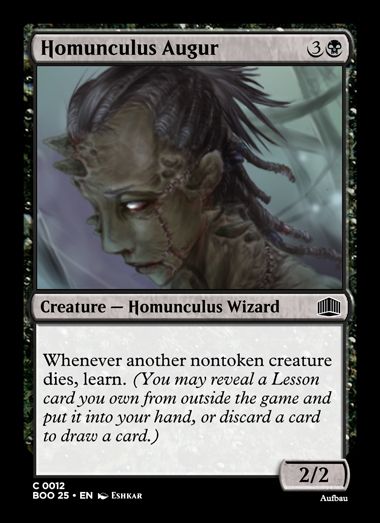 Homunculus Augur 3
Creature — Homunculus Wizard
Whenever another nontoken creature
dies, learn. (You may reveal a Lesson
card you own from outside the game and
put it into your hand, or discard a card
to draw a card.)
2/2
C 0012
BOO 25 • EN Eshkar
Aufbau